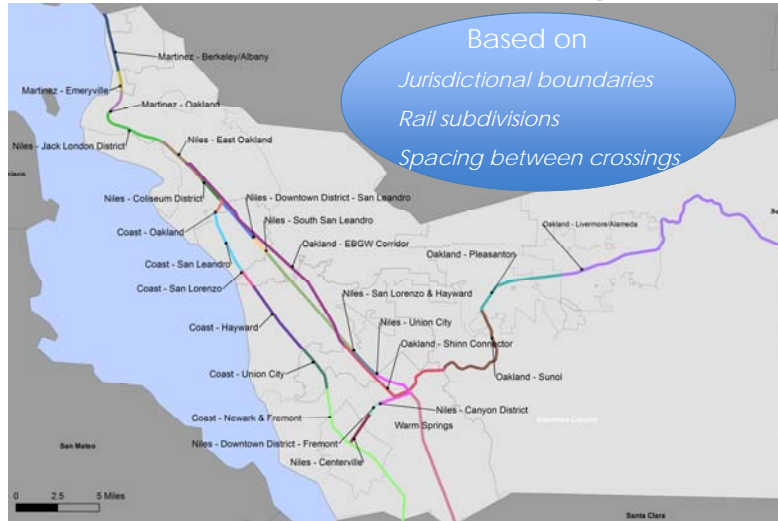 Based on
Jurisdictional boundaries
Rail subdivisions
Spacing between crossings
Martinez - Berkeley/Albany
Martinez - Emeryville
Martinez - Oakland
Niles - Jack London District
Niles - East Oakland
Niles - Coliseum District
Niles - Downtown District - San Leandro
Coast - Oakland
Niles - South San Leandro
Oakland - EBGW Corridor
Oakland - Livermore/Alameda
Oakland - Pleasanton
Coast - San Leandro
Coast - San Lorenzo
Niles - San Lorenzo & Hayward
Coast - Hayward
Niles - Union City
Oakland - Shinn Connector
Coast - Union City
Oakland - Sunol
Coast - Newark & Fremont
Niles - Canyon District
Warm Springs
Niles - Downtown District - Fremont
Niles - Centerville
San Mateo
0 2.5 5 Miles
Santa Clara